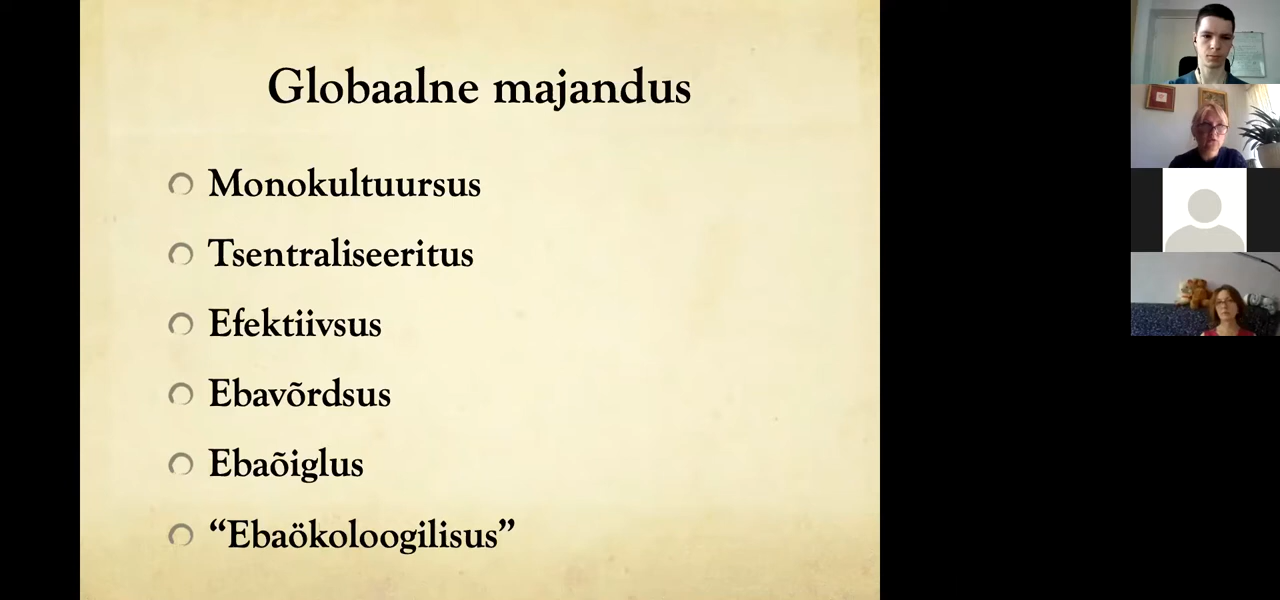 Globaalne majandus
Monokultuursus
Tsentraliseeritus
Efektiivsus
Ebavõrdsus
Ebaõiglus
“Ebaökoloogilisus”